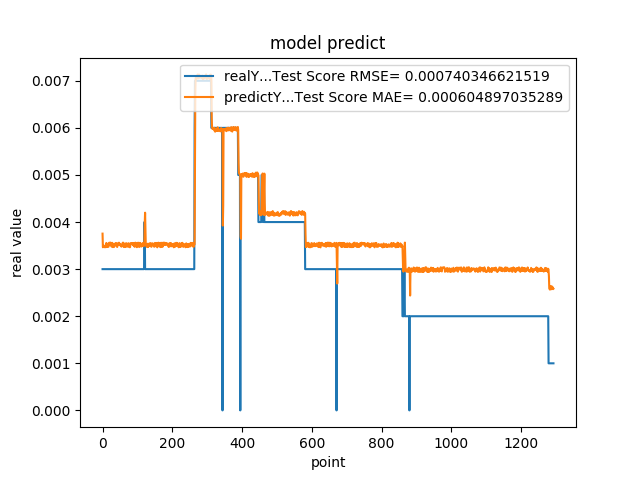 model predict
realY...Test Score RMSE= 0.000740346621519
predictY...Test Score MAE= 0.000604897035289
0.007
0.006
0.005
0.004
0.003
0.002
0.001
0.000
real value
0 200 400 600 800 1000 1200
point